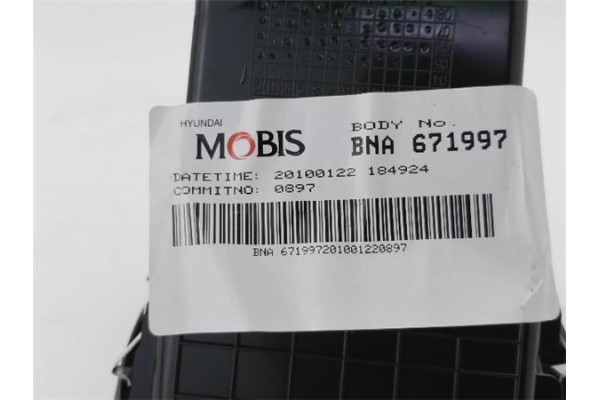 HYUNDAI
MOBIS
BODY No.
BNA 671997
DATETIME: 20100122 184924
COMMITNO: 0897
BNA 671997201001220897